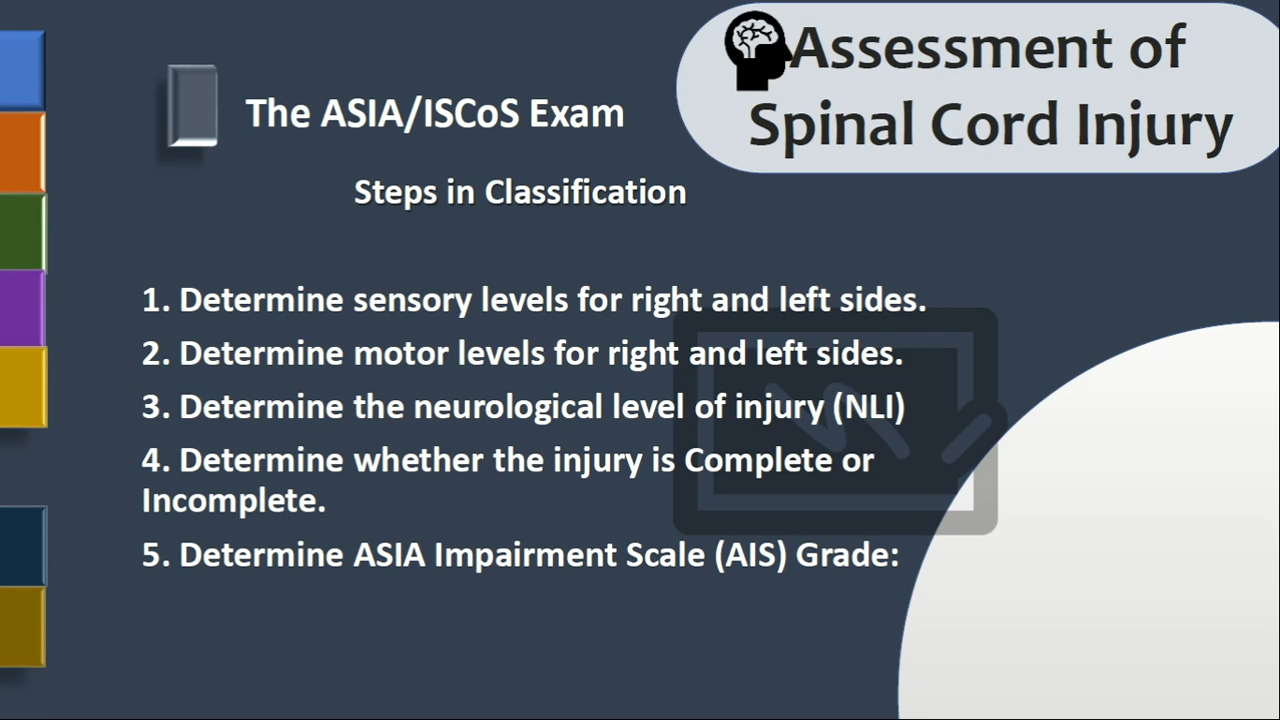 Assessment of
Spinal Cord Injury
The ASIA/ISCoS Exam
Steps in Classification
1. Determine sensory levels for right and left sides.
2. Determine motor levels for right and left sides.
3. Determine the neurological level of injury (NLI)
4. Determine whether the injury is Complete or
Incomplete.
5. Determine ASIA Impairment Scale (AIS) Grade: